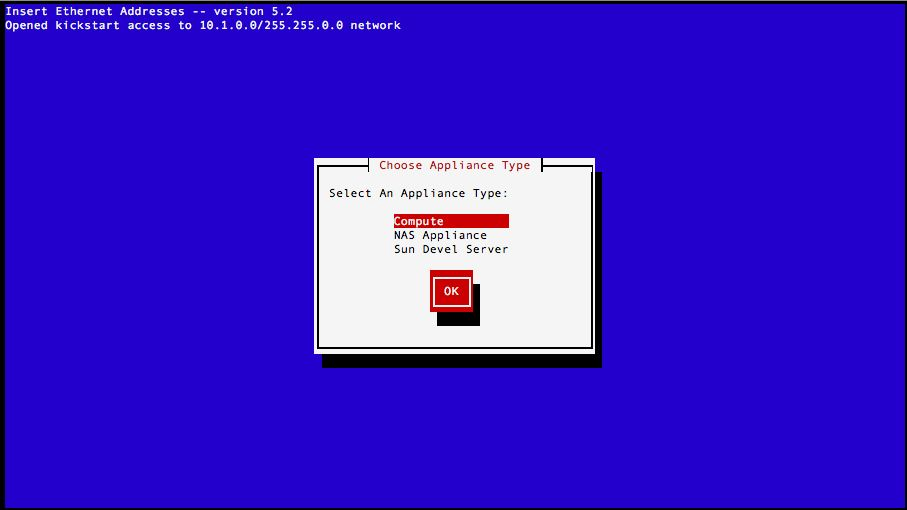 Insert Ethernet Addresses -- version 5.2
Opened kickstart access to 10.1.0.0/255.255.0.0 network
Choose Appliance Type
Select An Appliance Type:
Compute
NAS Appliance
Sun Devel Server
OK